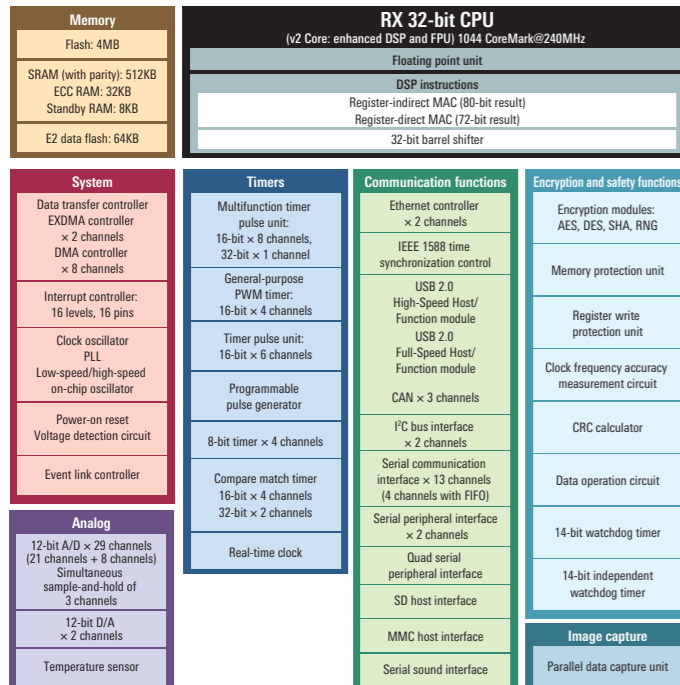 Memory
Flash: 4MB
SRAM (with parity): 512KB
ECC RAM: 32KB
Standby RAM: 8KB
E2 data flash: 64KB
RX 32-bit CPU
(v2 Core: enhanced DSP and FPU) 1044 CoreMark@240MHz
Floating point unit
DSP instructions
Register-indirect MAC (80-bit result)
Register-direct MAC (72-bit result)
32-bit barrel shifter
System
Data transfer controller
EXDMA controller
× 2 channels
DMA controller
× 8 channels
Interrupt controller:
16 levels, 16 pins
Clock oscillator
PLL
Low-speed/high-speed
on-chip oscillator
Power-on reset
Voltage detection circuit
Event link controller
Analog
12-bit A/D × 29 channels
(21 channels + 8 channels)
Simultaneous
sample-and-hold of
3 channels
12-bit D/A
× 2 channels
Temperature sensor
Timers
Multifunction timer
pulse unit:
16-bit × 8 channels,
32-bit × 1 channel
General-purpose
PWM timer:
16-bit × 4 channels
Timer pulse unit:
16-bit × 6 channels
Programmable
pulse generator
8-bit timer × 4 channels
Compare match timer
16-bit × 4 channels
32-bit × 2 channels
Real-time clock
Communication functions
Ethernet controller
× 2 channels
IEEE 1588 time
synchronization control
USB 2.0
High-Speed Host/
Function module
USB 2.0
Full-Speed Host/
Function module
CAN × 3 channels
I²C bus interface
× 2 channels
Serial communication
interface × 13 channels
(4 channels with FIFO)
Serial peripheral interface
× 2 channels
Quad serial
peripheral interface
SD host interface
MMC host interface
Serial sound interface
Encryption and safety functions
Encryption modules:
AES, DES, SHA, RNG
Memory protection unit
Register write
protection unit
Clock frequency accuracy
measurement circuit
CRC calculator
Data operation circuit
14-bit watchdog timer
14-bit independent
watchdog timer
Image capture
Parallel data capture unit